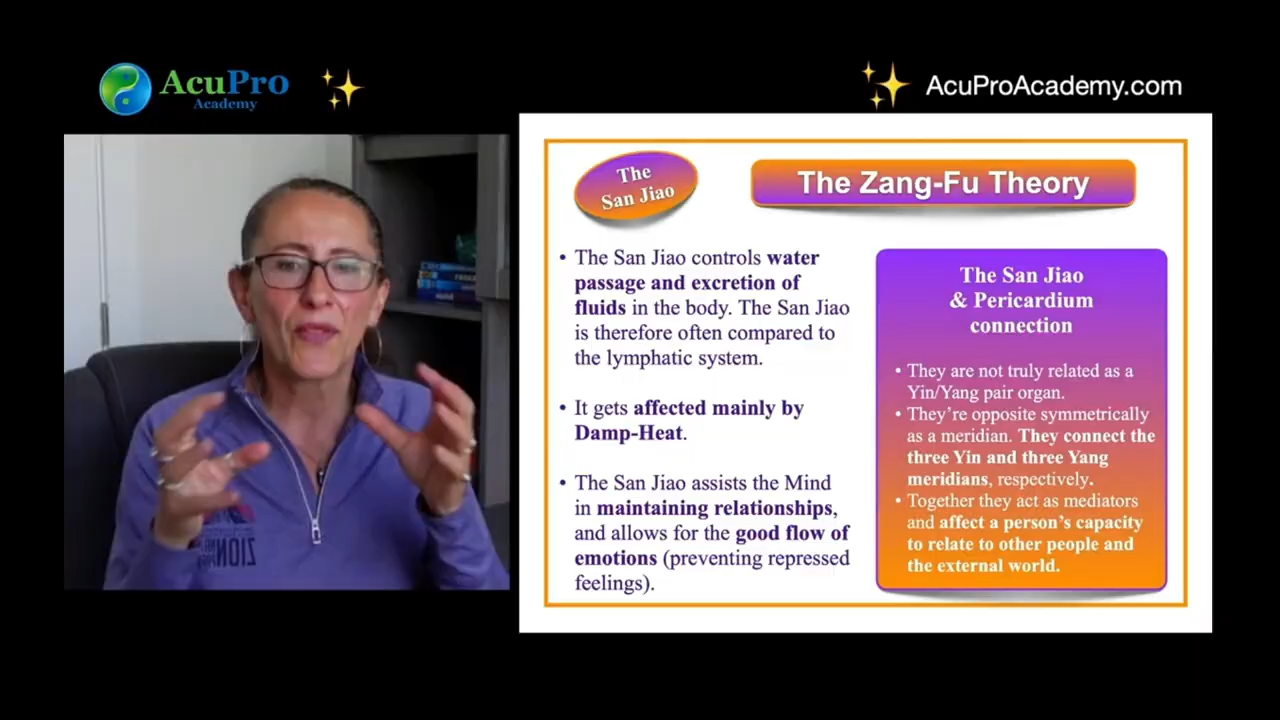 AcuPro
Academy
AcuProAcademy.com
The
San Jiao
The Zang-Fu Theory
• The San Jiao controls water
passage and excretion of
fluids in the body. The San Jiao
is therefore often compared to
the lymphatic system.
• It gets affected mainly by
Damp-Heat.
• The San Jiao assists the Mind
in maintaining relationships,
and allows for the good flow of
emotions (preventing repressed
feelings).
The San Jiao
& Pericardium
connection
• They are not truly related as a
Yin/Yang pair organ.
• They're opposite symmetrically
as a meridian. They connect the
three Yin and three Yang
meridians, respectively.
• Together they act as mediators
and affect a person's capacity
to relate to other people and
the external world.
ZION